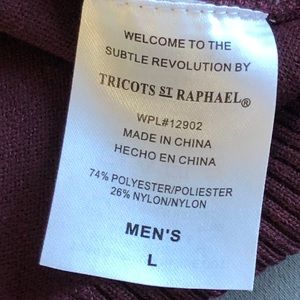 WELCOME TO THE
SUBTLE REVOLUTION BY
TRICOTS ST RAPHAEL®
WPL#12902
MADE IN CHINA
HECHO EN CHINA
74% POLYESTER/POLIESTER
26% NYLON/NYLON
MEN'S
L